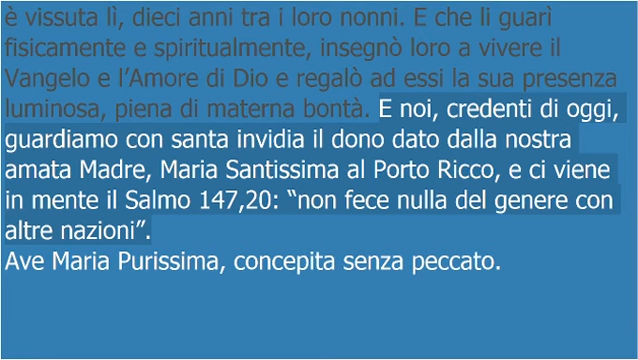 è vissuta lì, dieci anni tra i loro nonni. E che li guarì
fisicamente e spiritualmente, insegnò loro a vivere il
Vangelo e l’Amore di Dio e regalò ad essi la sua presenza
luminosa, piena di materna bontà. E noi, credenti di oggi,
guardiamo con santa invidia il dono dato dalla nostra
amata Madre, Maria Santissima al Porto Ricco, e ci viene
in mente il Salmo 147,20: “non fece nulla del genere con
altre nazioni”.
Ave Maria Purissima, concepita senza peccato.